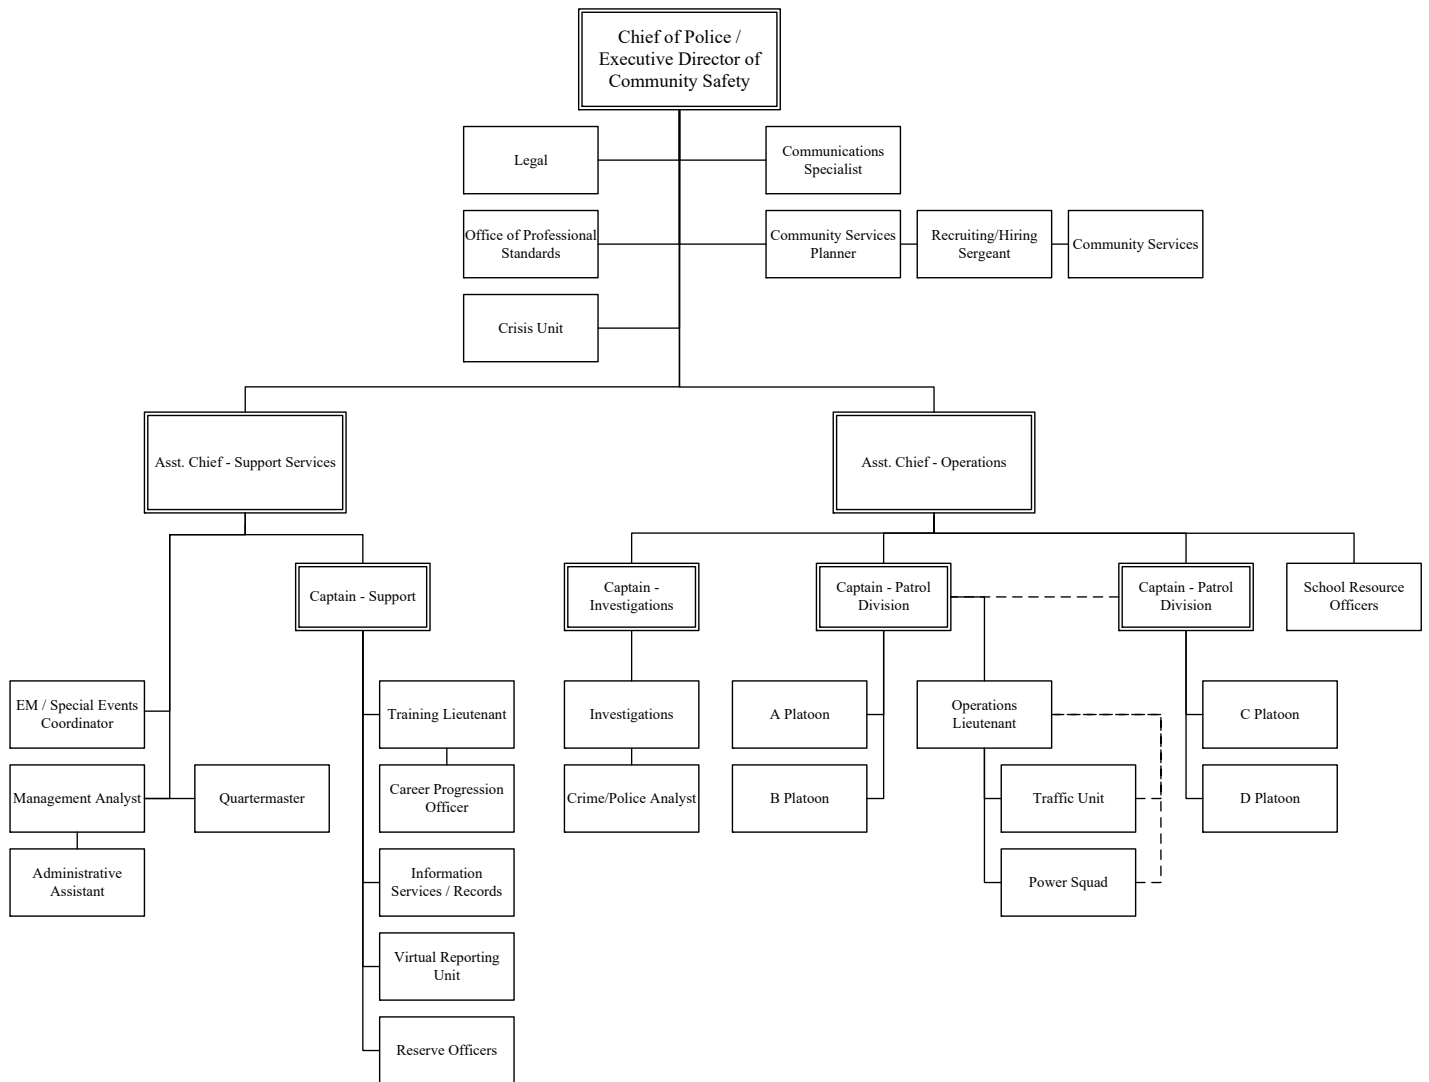 Chief of Police /
Executive Director of
Community Safety
Legal
Communications
Specialist
Office of Professional
Standards
Community Services
Planner
Recruiting/Hiring
Sergeant
Community Services
Crisis Unit
Asst. Chief - Support Services
Asst. Chief - Operations
Captain - Support
Captain -
Investigations
Captain - Patrol
Division
Captain - Patrol
Division
School Resource
Officers
EM / Special Events
Coordinator
Training Lieutenant
Investigations
A Platoon
Operations
Lieutenant
C Platoon
Management Analyst
Quartermaster
Career Progression
Officer
Crime/Police Analyst
B Platoon
Traffic Unit
D Platoon
Administrative
Assistant
Information
Services / Records
Power Squad
Virtual Reporting
Unit
Reserve Officers